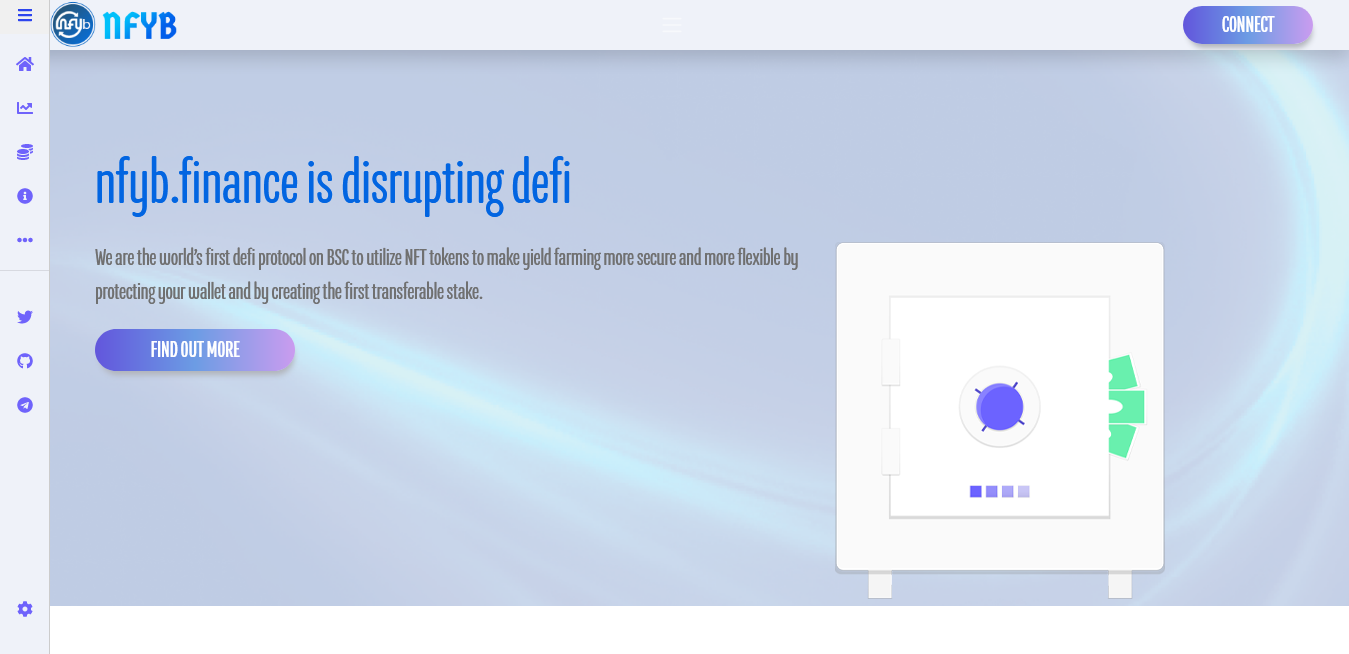 nfyb NFYB
CONNECT
nfyb.finance is disrupting defi
We are the world's first defi protocol on BSC to utilize NFT tokens to make yield farming more secure and more flexible by
protecting your wallet and by creating the first transferable stake.
FIND OUT MORE